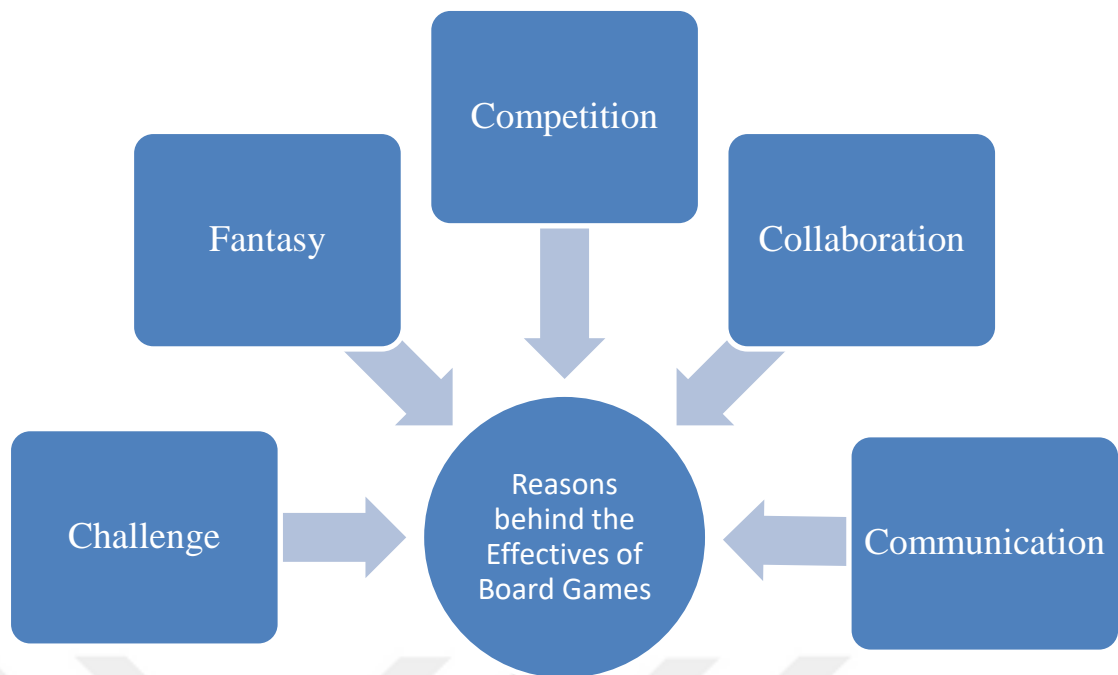 Competition
Fantasy
Collaboration
Challenge
Reasons
behind the
Effectives of
Board Games
Communication